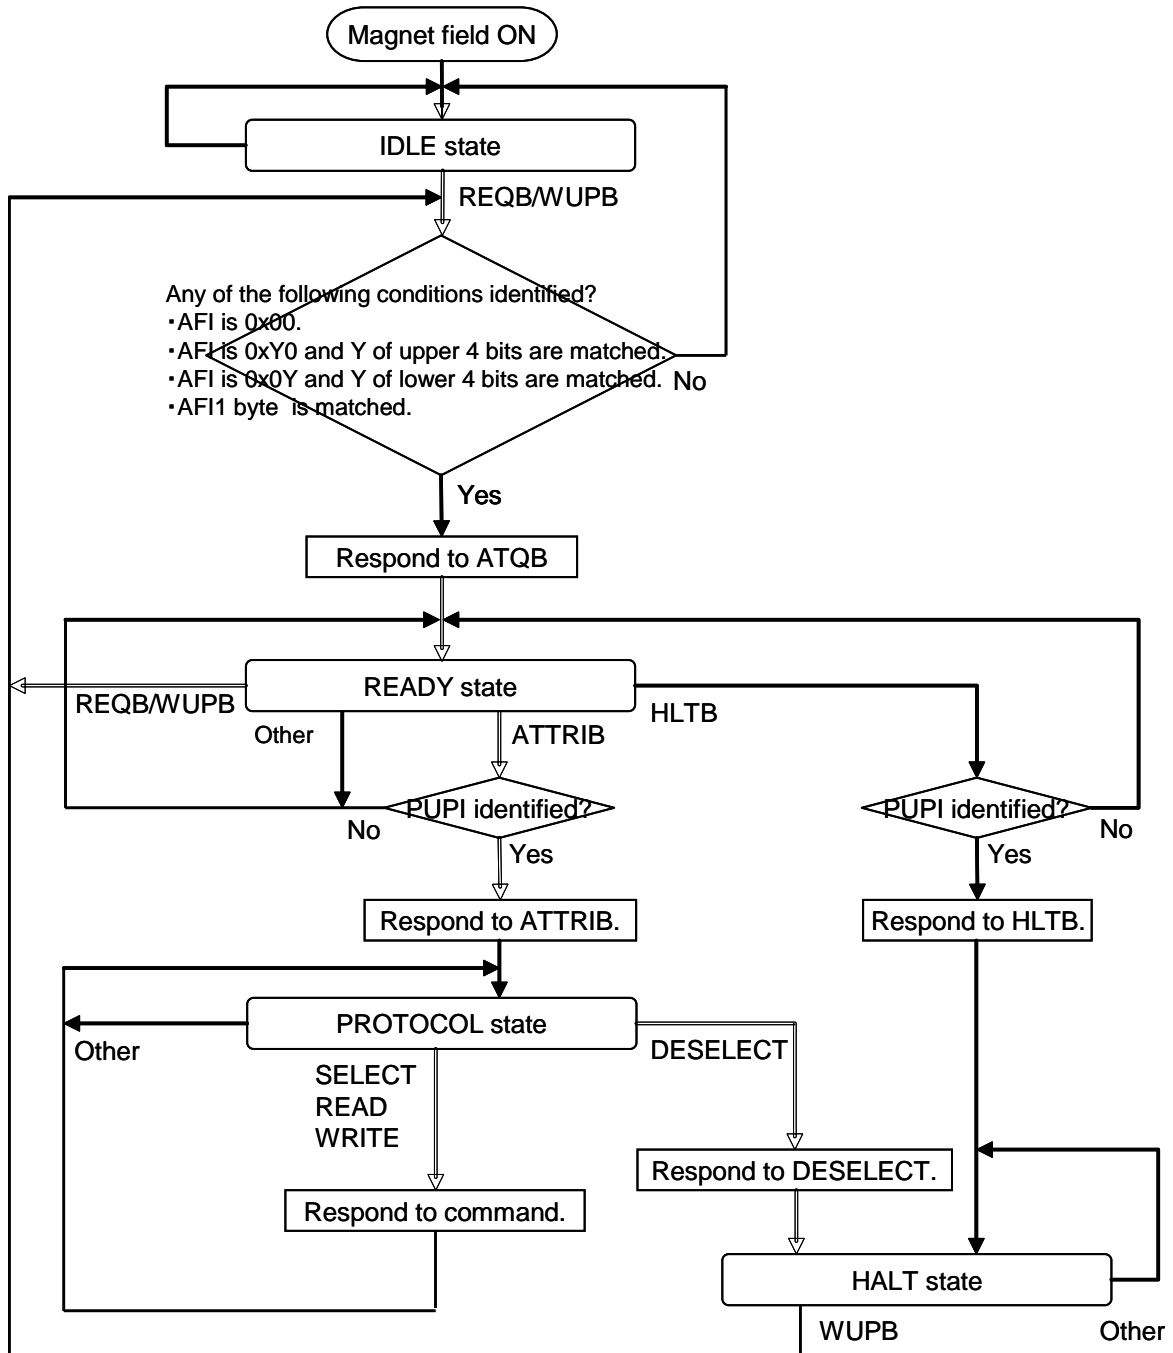 Magnet field ON
IDLE state
REQB/WUPB
Any of the following conditions identified?
・AFI is 0x00.
・AFI is 0xY0 and Y of upper 4 bits are matched.
・AFI is 0x0Y and Y of lower 4 bits are matched.
No
・AFI1 byte is matched.
Yes
Respond to ATQB
READY state
REQB/WUPB
HLTB
Other
ATTRIB
PUPI identified?
PUPI identified?
No
No
Yes
Yes
Respond to ATTRIB.
Respond to HLTB.
PROTOCOL state
Other
DESELECT
SELECT
READ
WRITE
Respond to DESELECT.
Respond to command.
HALT state
WUPB
Other